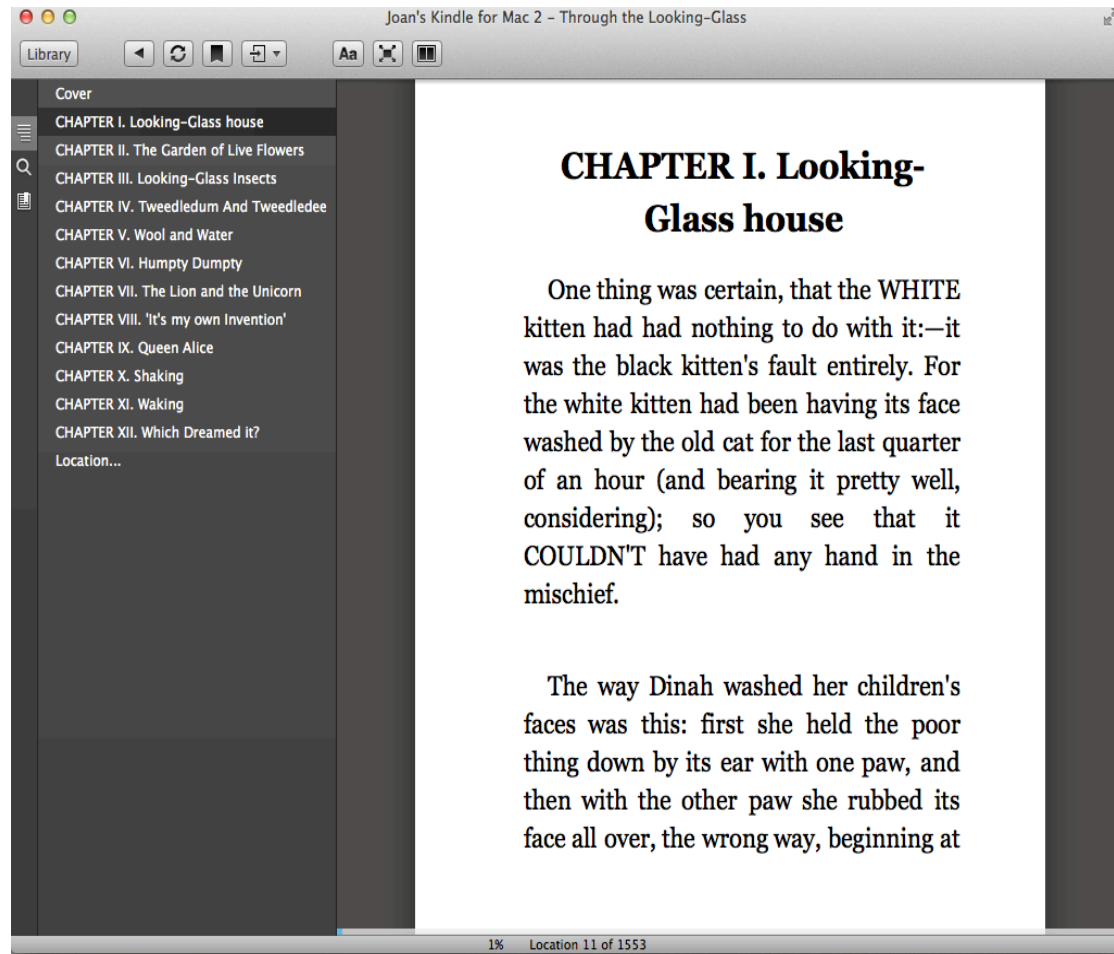 Joan's Kindle for Mac 2 – Through the Looking-Glass
Library
Aa
Cover
CHAPTER I. Looking-Glass house
CHAPTER II. The Garden of Live Flowers
CHAPTER III. Looking-Glass Insects
CHAPTER IV. Tweedledum And Tweedledee
CHAPTER V. Wool and Water
CHAPTER VI. Humpty Dumpty
CHAPTER VII. The Lion and the Unicorn
CHAPTER VIII. 'It's my own Invention'
CHAPTER IX. Queen Alice
CHAPTER X. Shaking
CHAPTER XI. Waking
CHAPTER XII. Which Dreamed it?
Location...
CHAPTER I. Looking-
Glass house
One thing was certain, that the WHITE
kitten had had nothing to do with it:—it
was the black kitten's fault entirely. For
the white kitten had been having its face
washed by the old cat for the last quarter
of an hour (and bearing it pretty well,
considering); so you see that it
COULDN'T have had any hand in the
mischief.
The way Dinah washed her children's
faces was this: first she held the poor
thing down by its ear with one paw, and
then with the other paw she rubbed its
face all over, the wrong way, beginning at
1% Location 11 of 1553